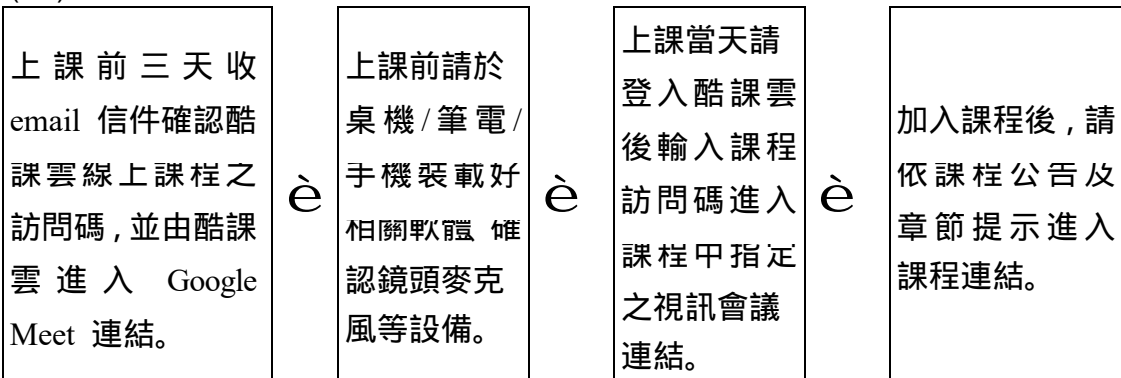 上課前三天收
email 信件確認酷
課雲線上課程之
訪問碼,並由酷課
雲進入 Google
Meet 連結。
è
上課前請於
桌機/筆電/
手機裝載好
相關軟體 確
認鏡頭麥克
風等設備。
è
上課當天請
登入酷課雲
後輸入課程
訪問碼進入
課程中指定
之視訊會議
連結。
è
加入課程後,請
依課程公告及
章節提示進入
課程連結。